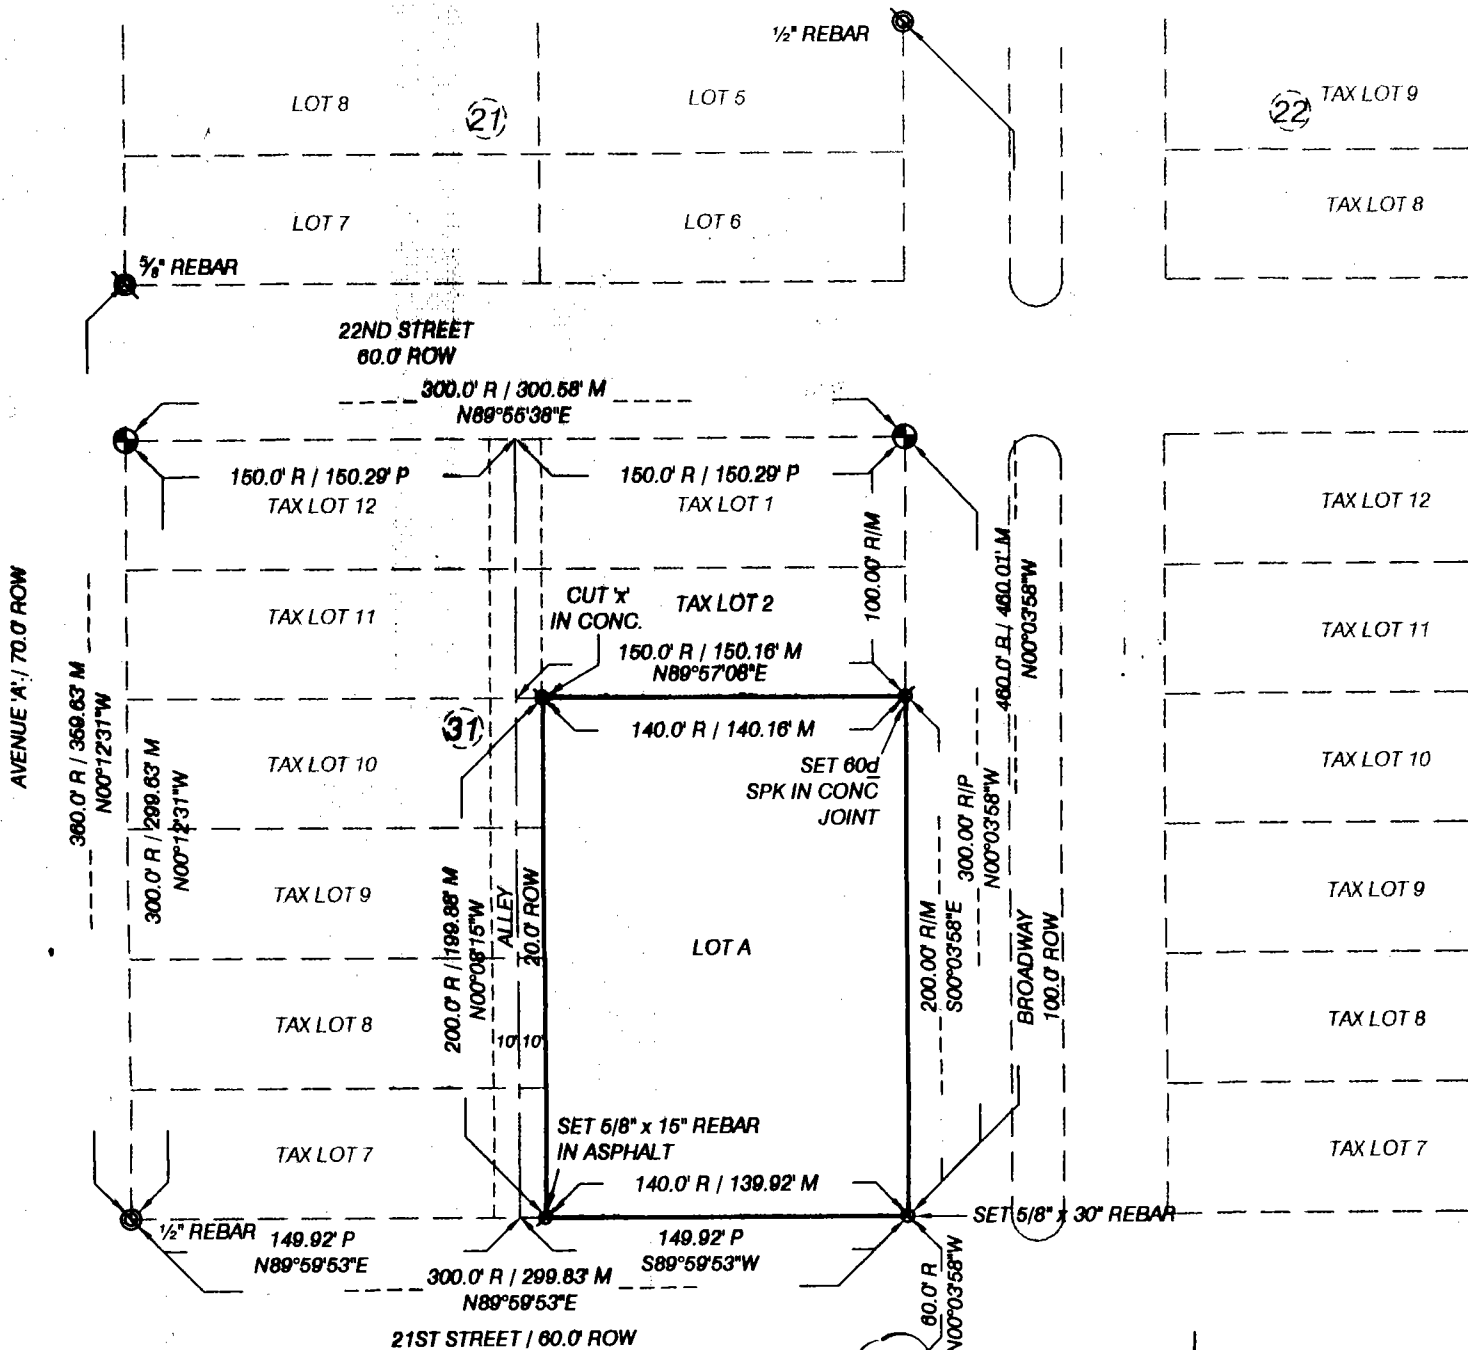 ½" REBAR
LOT 8
21
LOT 5
22
TAX LOT 9
LOT 7
LOT 6
TAX LOT 8
⅝" REBAR
22ND STREET
60.0' ROW
300.0' R / 300.58' M
N89°55'38"E
150.0' R / 150.29' P
150.0' R / 150.29' P
TAX LOT 12
TAX LOT 1
TAX LOT 12
100.00' R/M
460.0' R / 460.01' M
N00°03'58"W
AVENUE 'A' / 70.0' ROW
CUT 'X'
IN CONC.
TAX LOT 11
TAX LOT 2
TAX LOT 11
150.0' R / 150.16' M
N89°57'08"E
360.0' R / 359.63' M
N00°12'31"W
31
140.0' R / 140.16' M
300.0' R / 299.63' M
N00°12'31"W
TAX LOT 10
SET 60d
SPK IN CONC
JOINT
300.00' R/P
N00°03'58"W
TAX LOT 10
TAX LOT 9
200.0' R / 199.88' M
N00°08'15"W
ALLEY
20.0' ROW
LOT A
200.00' R/M
S00°03'58"E
BROADWAY
100.0' ROW
TAX LOT 9
TAX LOT 8
10' 10'
TAX LOT 8
SET 5/8" x 15" REBAR
IN ASPHALT
TAX LOT 7
TAX LOT 7
140.0' R / 139.92' M
SET 5/8" x 30" REBAR
½" REBAR
149.92' P
N89°59'53"E
149.92' P
S89°59'53"W
300.0' R / 299.83' M
N89°59'53"E
60.0' R
N00°03'58"W
21ST STREET / 60.0' ROW